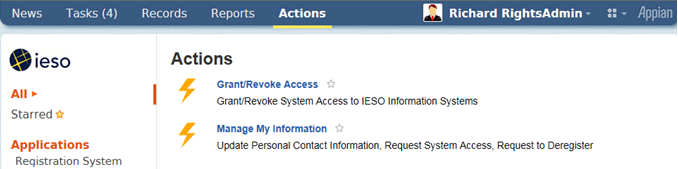 News Tasks (4) Records Reports Actions Richard RightsAdmin Appian
ieso
Actions
Grant/Revoke Access
Grant/Revoke System Access to IESO Information Systems
Manage My Information
Update Personal Contact Information, Request System Access, Request to Deregister
All
Starred
Applications
Registration System